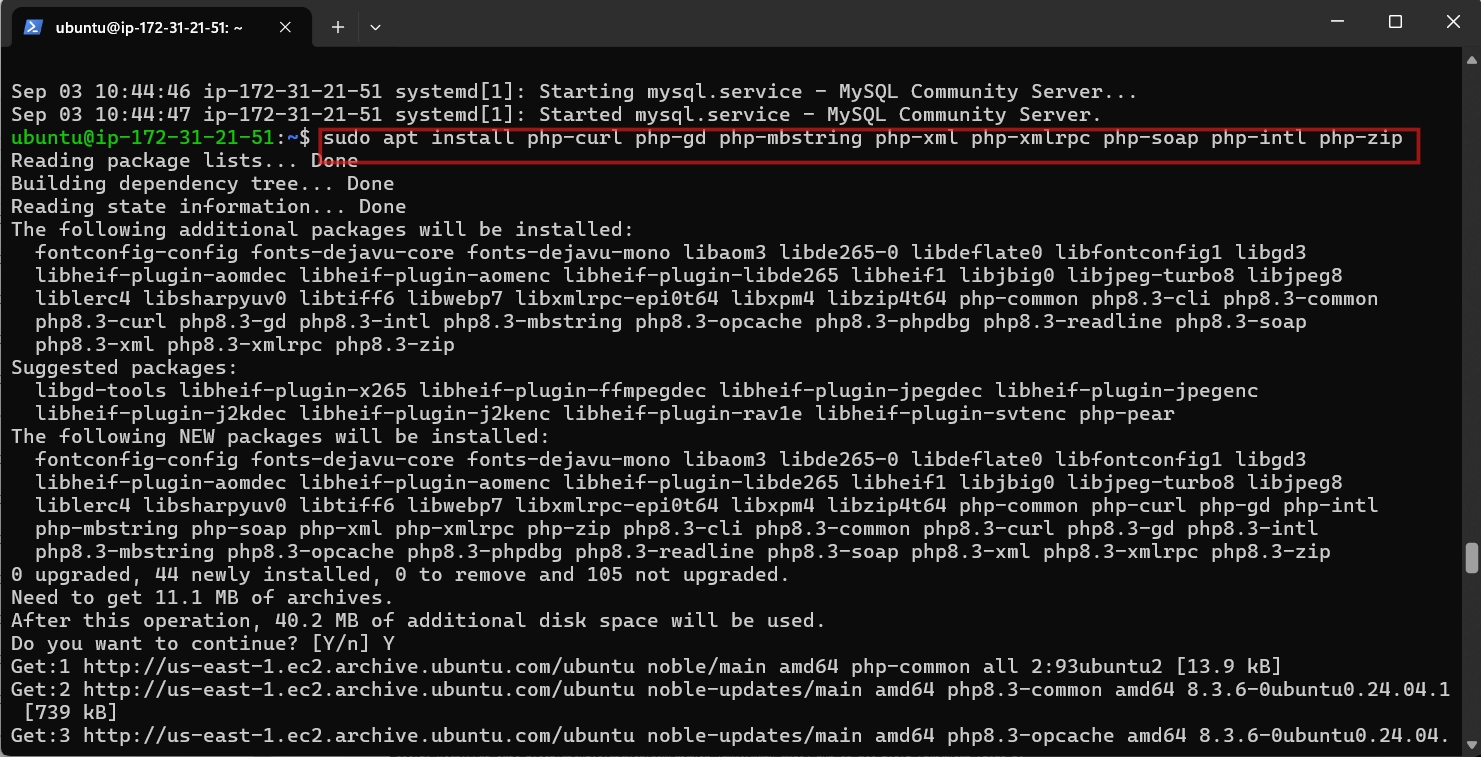 ubuntu@ip-172-31-21-51: ~
Sep 03 10:44:46 ip-172-31-21-51 systemd[1]: Starting mysql.service - MySQL Community Server...
Sep 03 10:44:47 ip-172-31-21-51 systemd[1]: Started mysql.service - MySQL Community Server.
ubuntu@ip-172-31-21-51:~$ sudo apt install php-curl php-gd php-mbstring php-xml php-xmlrpc php-soap php-intl php-zip
Reading package lists... Done
Building dependency tree... Done
Reading state information... Done
The following additional packages will be installed:
  fontconfig-config fonts-dejavu-core fonts-dejavu-mono libaom3 libde265-0 libdeflate0 libfontconfig1 libgd3
  libheif-plugin-aomdec libheif-plugin-aomenc libheif-plugin-libde265 libheif1 libjbig0 libjpeg-turbo8 libjpeg8
  liblerc4 libsharpyuv0 libtiff6 libwebp7 libxmlrpc-epi0t64 libxpm4 libzip4t64 php-common php8.3-cli php8.3-common
  php8.3-curl php8.3-gd php8.3-intl php8.3-mbstring php8.3-opcache php8.3-phpdbg php8.3-readline php8.3-soap
  php8.3-xml php8.3-xmlrpc php8.3-zip
Suggested packages:
  libgd-tools libheif-plugin-x265 libheif-plugin-ffmpegdec libheif-plugin-jpegdec libheif-plugin-jpegenc
  libheif-plugin-j2kdec libheif-plugin-j2kenc libheif-plugin-rav1e libheif-plugin-svtenc php-pear
The following NEW packages will be installed:
  fontconfig-config fonts-dejavu-core fonts-dejavu-mono libaom3 libde265-0 libdeflate0 libfontconfig1 libgd3
  libheif-plugin-aomdec libheif-plugin-aomenc libheif-plugin-libde265 libheif1 libjbig0 libjpeg-turbo8 libjpeg8
  liblerc4 libsharpyuv0 libtiff6 libwebp7 libxmlrpc-epi0t64 libxpm4 libzip4t64 php-common php-curl php-gd php-intl
  php-mbstring php-soap php-xml php-xmlrpc php-zip php8.3-cli php8.3-common php8.3-curl php8.3-gd php8.3-intl
  php8.3-mbstring php8.3-opcache php8.3-phpdbg php8.3-readline php8.3-soap php8.3-xml php8.3-xmlrpc php8.3-zip
0 upgraded, 44 newly installed, 0 to remove and 105 not upgraded.
Need to get 11.1 MB of archives.
After this operation, 40.2 MB of additional disk space will be used.
Do you want to continue? [Y/n] Y
Get:1 http://us-east-1.ec2.archive.ubuntu.com/ubuntu noble/main amd64 php-common all 2:93ubuntu2 [13.9 kB]
Get:2 http://us-east-1.ec2.archive.ubuntu.com/ubuntu noble-updates/main amd64 php8.3-common amd64 8.3.6-0ubuntu0.24.04.1
 [739 kB]
Get:3 http://us-east-1.ec2.archive.ubuntu.com/ubuntu noble-updates/main amd64 php8.3-opcache amd64 8.3.6-0ubuntu0.24.04.